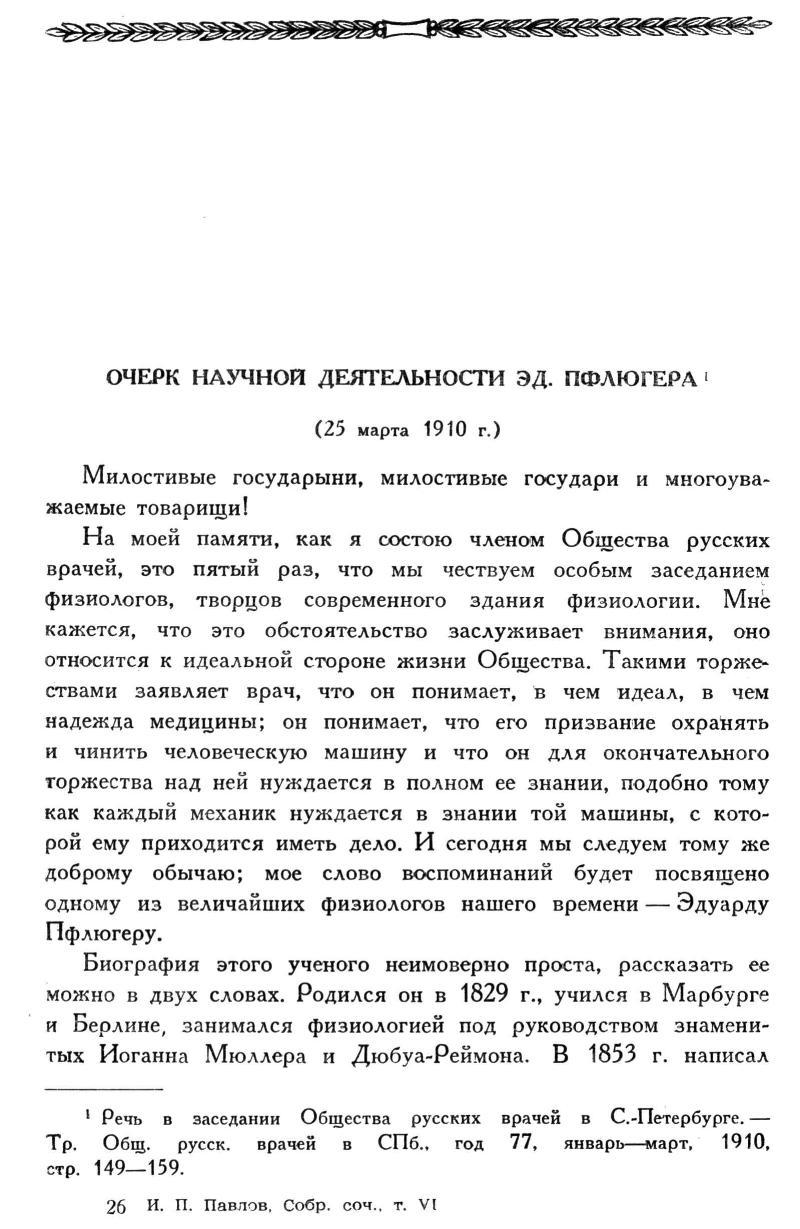 ОЧЕРК НАУЧНОЙ ДЕЯТЕЛЬНОСТИ ЭД. ПФЛЮГЕРА ¹
(25 марта 1910 г.)
Милостивые государыни, милостивые государи и многоува-
жаемые товарищи!
На моей памяти, как я состою членом Общества русских
врачей, это пятый раз, что мы чествуем особым заседанием
физиологов, творцов современного здания физиологии. Мне
кажется, что это обстоятельство заслуживает внимания, оно
относится к идеальной стороне жизни Общества. Такими торже-
ствами заявляет врач, что он понимает, в чем идеал, в чем
надежда медицины; он понимает, что его призвание охранять
и чинить человеческую машину и что он для окончательного
торжества над ней нуждается в полном ее знании, подобно тому
как каждый механик нуждается в знании той машины, с кото-
рой ему приходится иметь дело. И сегодня мы следуем тому же
доброму обычаю; мое слово воспоминаний будет посвящено
одному из величайших физиологов нашего времени — Эдуарду
Пфлюгеру.
Биография этого ученого неимоверно проста, рассказать ее
можно в двух словах. Родился он в 1829 г., учился в Марбурге
и Берлине, занимался физиологией под руководством знамени-
тых Иоганна Мюллера и Дюбуа-Реймона. В 1853 г. написал
¹ Речь в заседании Общества русских врачей в С.-Петербурге. —
Тр. Общ. русск. врачей в СПб., год 77, январь—март, 1910,
стр. 149—159.
26 И. П. Павлов, Собр. соч., т. VI